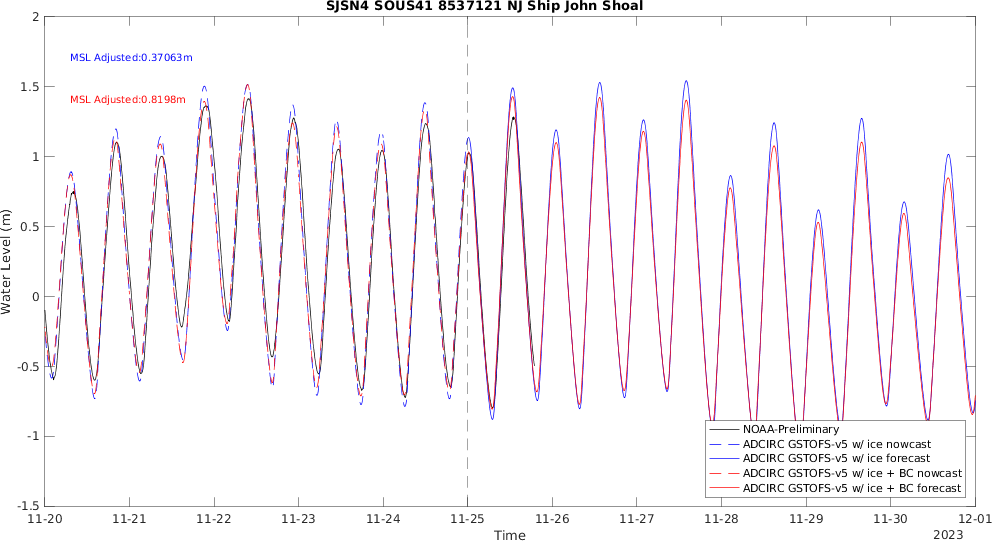 SJSN4 SOUS41 8537121 NJ Ship John Shoal
MSL Adjusted:0.37063m
MSL Adjusted:0.8198m
Water Level (m)
2
1.5
1
0.5
0
-0.5
-1
-1.5
NOAA-Preliminary
ADCIRC GSTOFS-v5 w/ ice nowcast
ADCIRC GSTOFS-v5 w/ ice forecast
ADCIRC GSTOFS-v5 w/ ice + BC nowcast
ADCIRC GSTOFS-v5 w/ ice + BC forecast
11-20 11-21 11-22 11-23 11-24 11-25 11-26 11-27 11-28 11-29 11-30 12-01
Time
2023